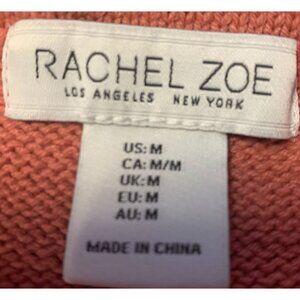 RACHEL ZOE
LOS ANGELES NEW YORK
US: M
CA: M/M
UK: M
EU: M
AU: M
MADE IN CHINA